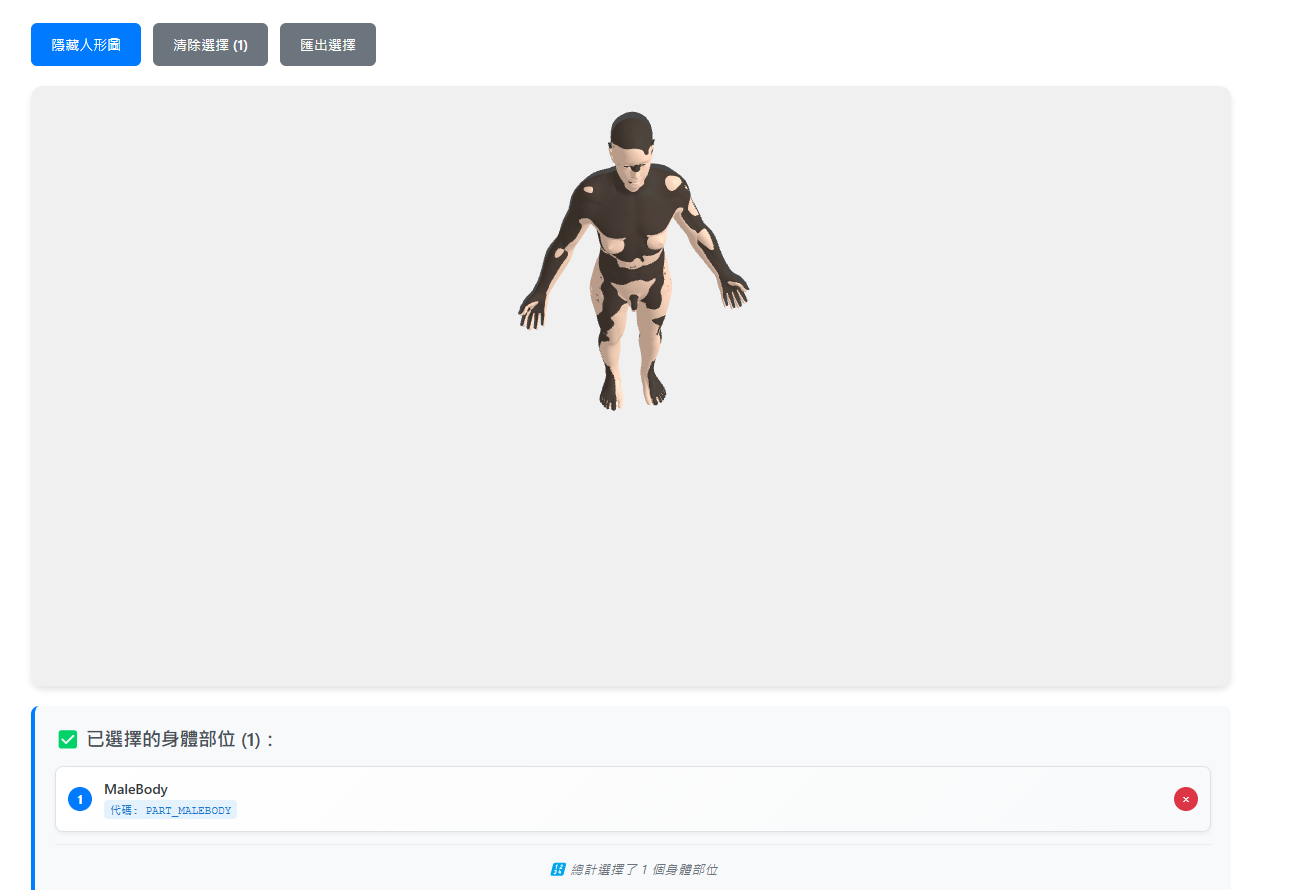 隱藏人形圖
清除選擇 (1)
匯出選擇
已選擇的身體部位 (1)：
1
MaleBody
代碼: PART_MALEBODY
×
總計選擇了 1 個身體部位